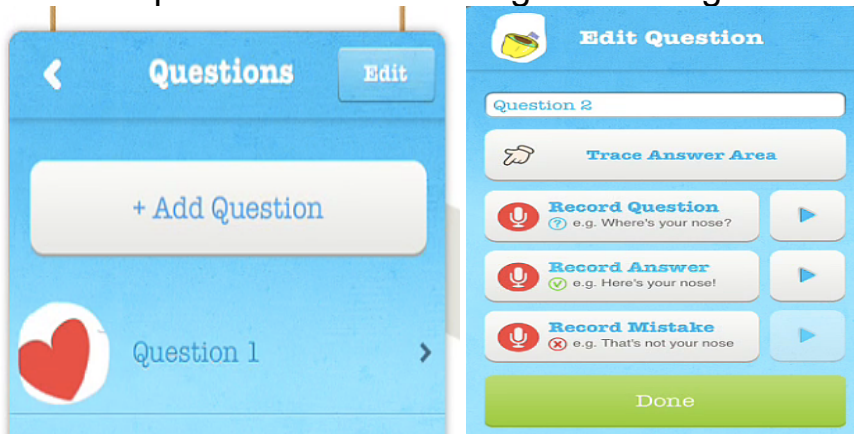 Questions
Edit
+ Add Question
Question 1
Edit Question
Question 2
Trace Answer Area
Record Question
? e.g. Where's your nose?
Record Answer
e.g. Here's your nose!
Record Mistake
e.g. That's not your nose
Done